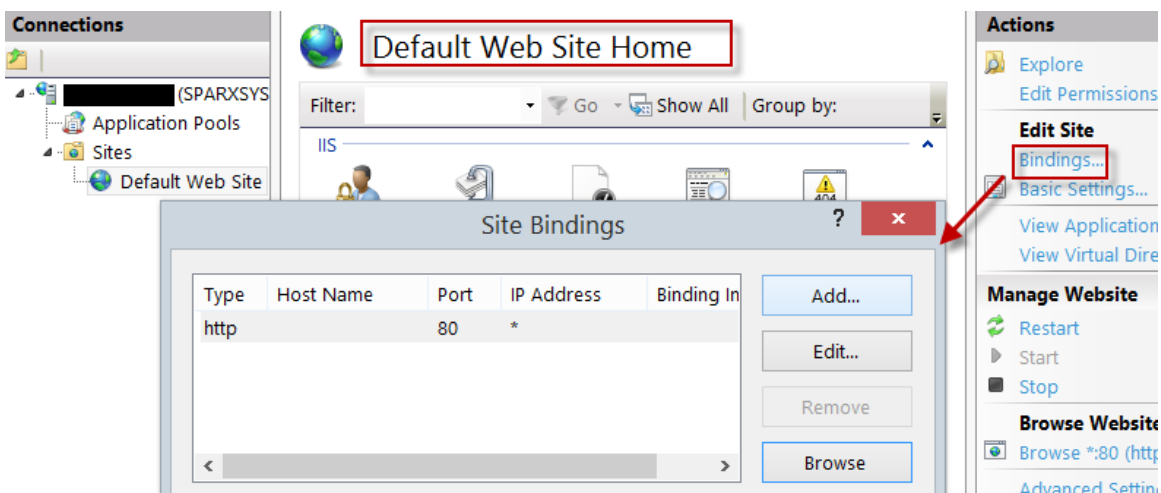 Connections
(SPARXSYS
Application Pools
Sites
Default Web Site
Default Web Site Home
Filter:
Go
Show All
Group by:
IIS
404
Site Bindings
?
x
Type Host Name Port IP Address Binding In
http 80 *
Add...
Edit...
Remove
Browse
Actions
Explore
Edit Permissions
Edit Site
Bindings...
Basic Settings...
View Application
View Virtual Dire
Manage Website
Restart
Start
Stop
Browse Website
Browse *:80 (http
Advanced Setting